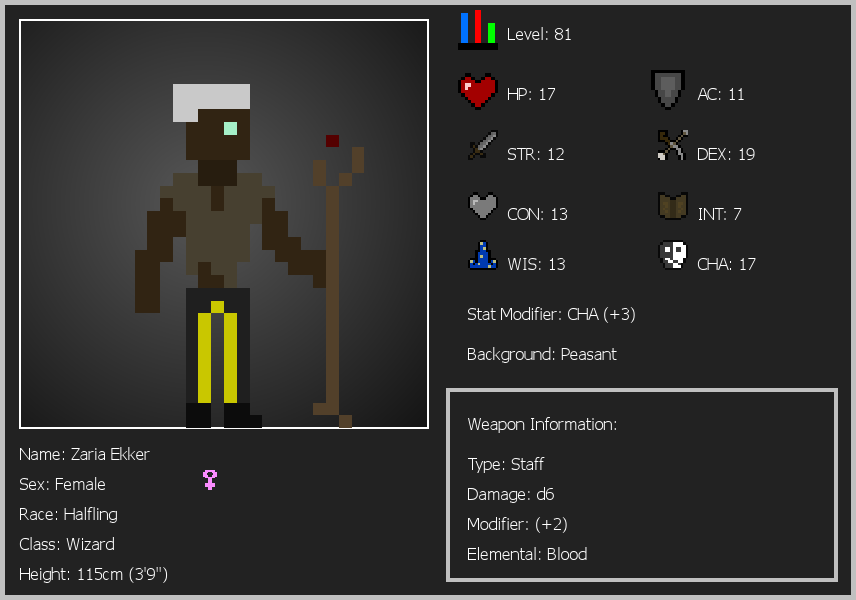 Level: 81
HP: 17
AC: 11
STR: 12
DEX: 19
CON: 13
INT: 7
WIS: 13
CHA: 17
Stat Modifier: CHA (+3)
Background: Peasant
Weapon Information:
Type: Staff
Damage: d6
Modifier: (+2)
Elemental: Blood
Name: Zaria Ekker
Sex: Female
Race: Halfling
Class: Wizard
Height: 115cm (3'9")